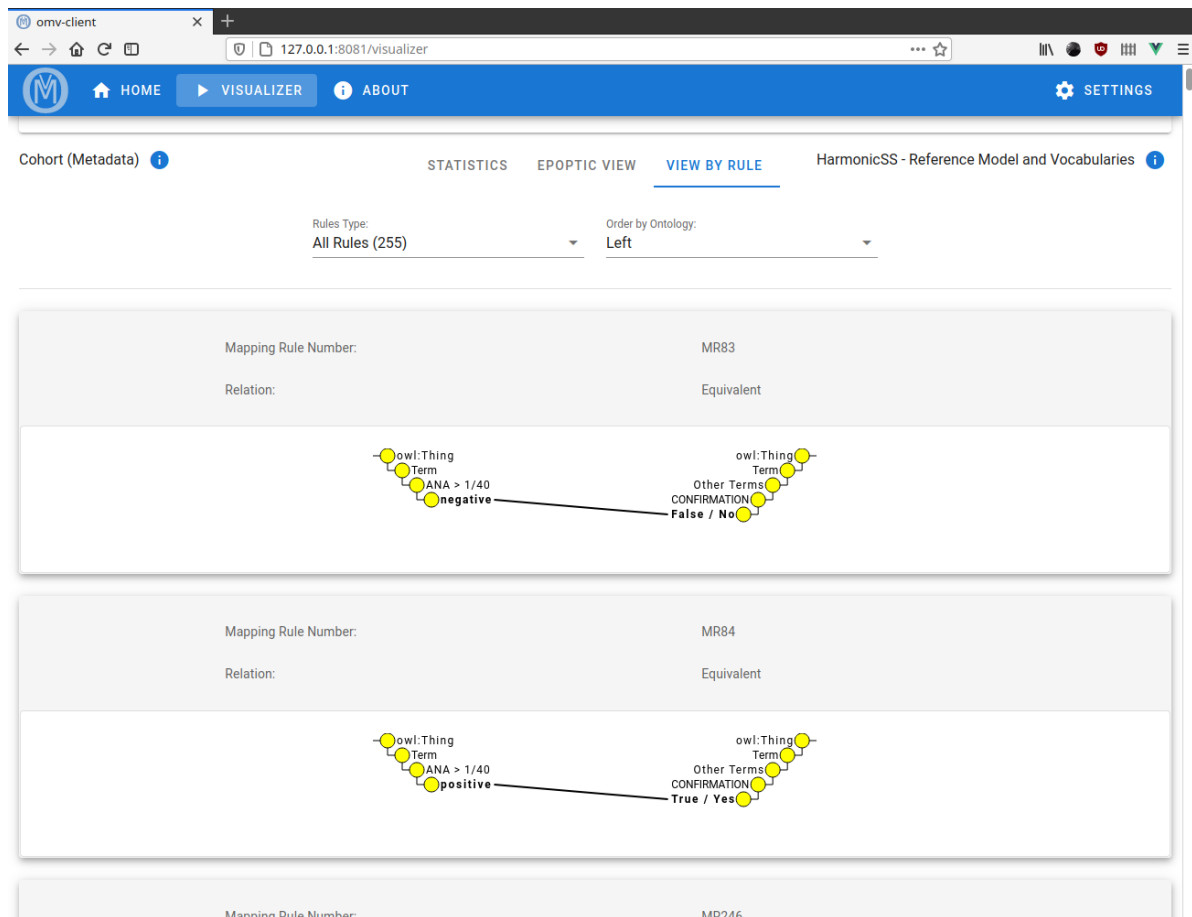 omv-client
127.0.0.1:8081/visualizer
HOME VISUALIZER ABOUT SETTINGS
Cohort (Metadata) STATISTICS EPOPTIC VIEW VIEW BY RULE HarmonicSS - Reference Model and Vocabularies
Rules Type: Order by Ontology:
All Rules (255) Left
Mapping Rule Number: MR83
Relation: Equivalent
owl:Thing owl:Thing
Term Term
ANA > 1/40 Other Terms
negative CONFIRMATION
False / No
Mapping Rule Number: MR84
Relation: Equivalent
owl:Thing owl:Thing
Term Term
ANA > 1/40 Other Terms
positive CONFIRMATION
True / Yes
Mapping Rule Number: MR246